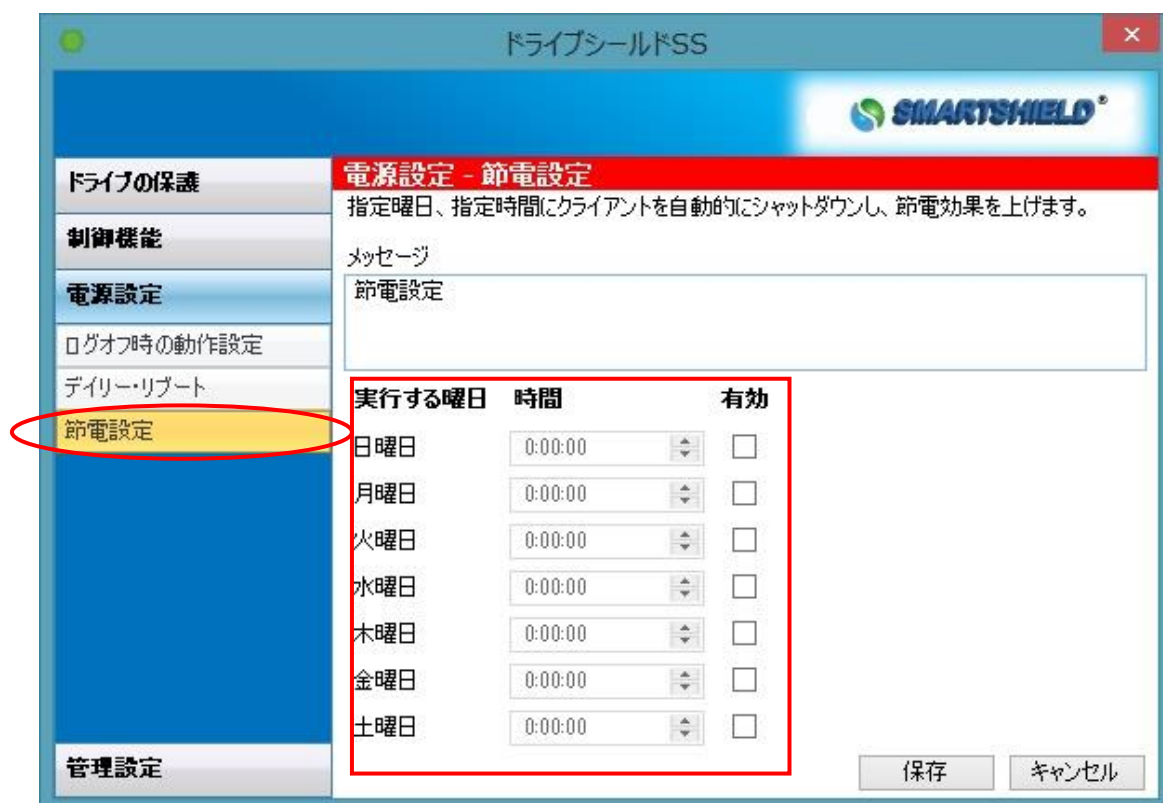 ドライブシールドSS
SMARTSHIELD®
ドライブの保護
制御機能
電源設定
ログオフ時の動作設定
デイリー・リブート
節電設定
管理設定
電源設定 - 節電設定
指定曜日、指定時間にクライアントを自動的にシャットダウンし、節電効果を上げます。
メッセージ
節電設定
実行する曜日 時間 有効
日曜日 0:00:00
月曜日 0:00:00
火曜日 0:00:00
水曜日 0:00:00
木曜日 0:00:00
金曜日 0:00:00
土曜日 0:00:00
保存 キャンセル